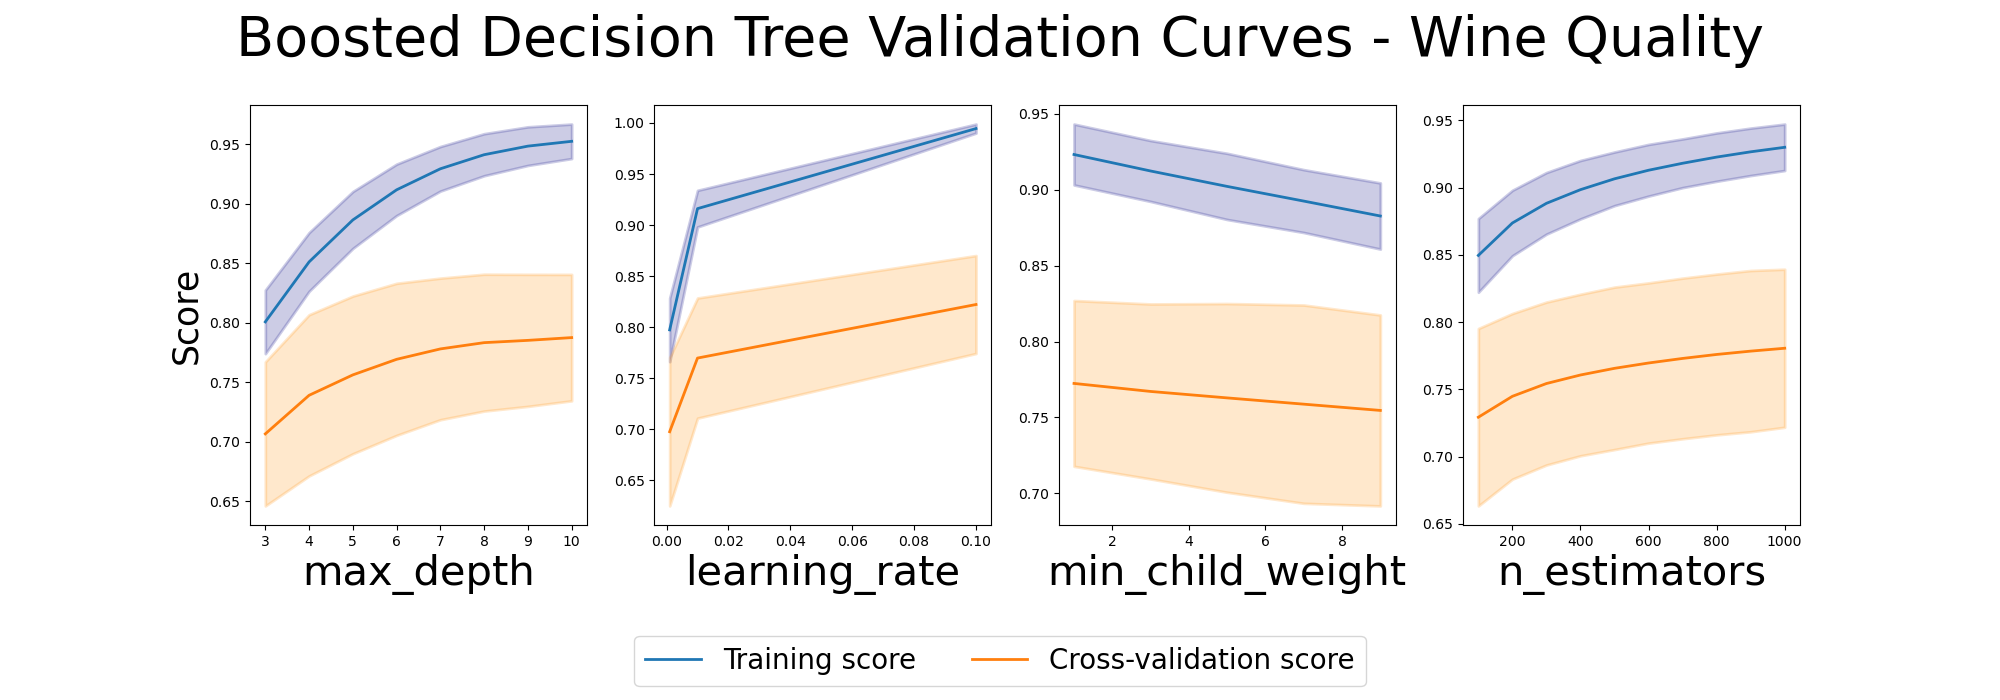 Boosted Decision Tree Validation Curves - Wine Quality
Score
0.95
0.90
0.85
0.80
0.75
0.70
0.65
3 4 5 6 7 8 9 10
max_depth
1.00
0.95
0.90
0.85
0.80
0.75
0.70
0.65
0.00 0.02 0.04 0.06 0.08 0.10
learning_rate
0.95
0.90
0.85
0.80
0.75
0.70
2 4 6 8
min_child_weight
0.95
0.90
0.85
0.80
0.75
0.70
0.65
200 400 600 800 1000
n_estimators
Training score Cross-validation score